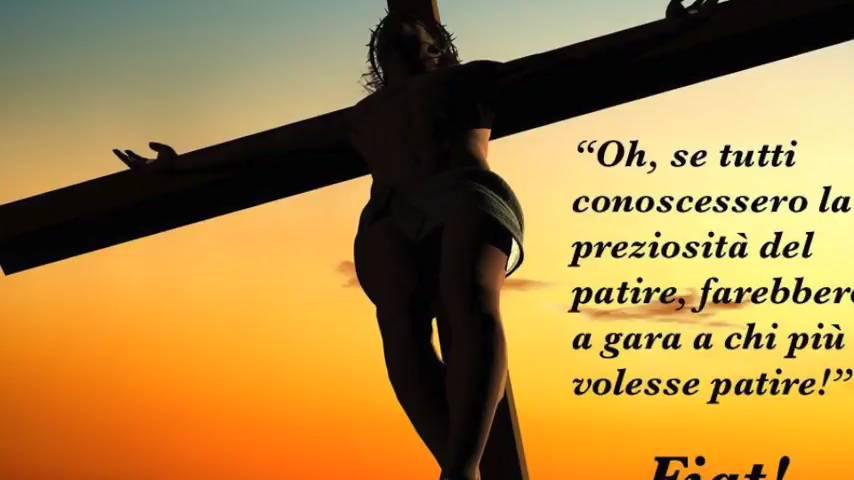 “Oh, se tutti
conoscessero la
preziosità del
patire, farebbero
a gara a chi più
volesse patire!”
Fiat!